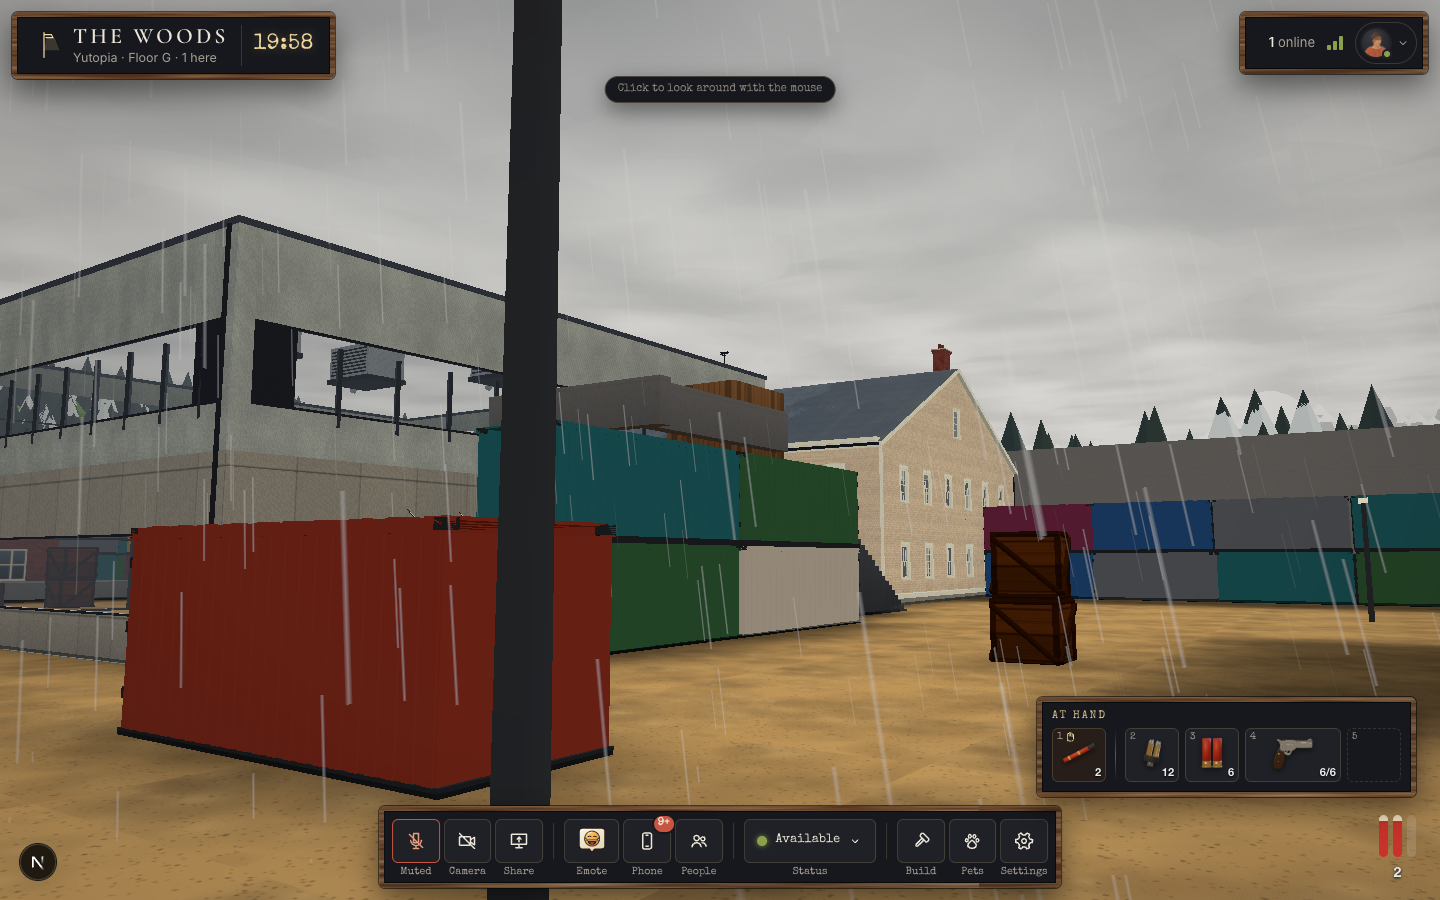 THE WOODS
Yutopia · Floor G · 1 here
19:58
1 online
Click to look around with the mouse
AT HAND
1
2
2
12
3
6
4
6/6
5
9+
Available
Muted
Camera
Share
Emote
Phone
People
Status
Build
Pets
Settings
N
2